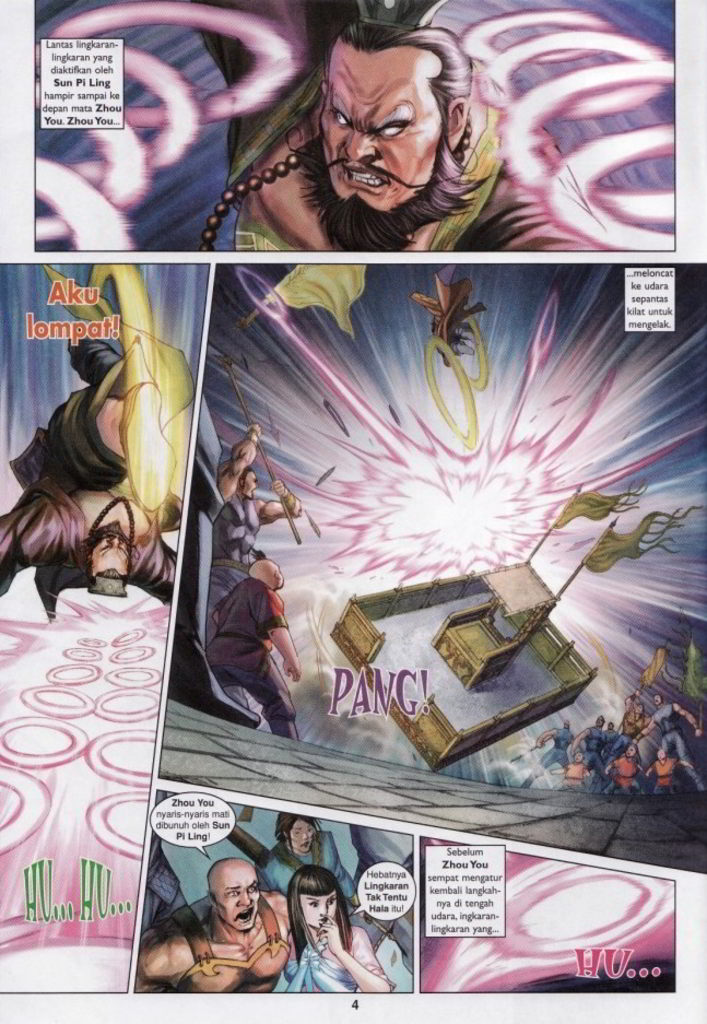 Lantas lingkaran-
lingkaran yang
diaktifkan oleh
Sun Pi Ling
hampir sampai ke
depan mata Zhou
You. Zhou You...
Aku
lompat!
...meloncat
ke udara
sepantas
kilat untuk
mengelak.
PANG!
HU... HU...
Zhou You
nyaris-nyaris mati
dibunuh oleh Sun
Pi Ling!
Hebatnya
Lingkaran
Tak Tentu
Hala itu!
Sebelum
Zhou You
sempat mengatur
kembali langkah-
nya di tengah
udara, ingkaran-
lingkaran yang...
HU...
4